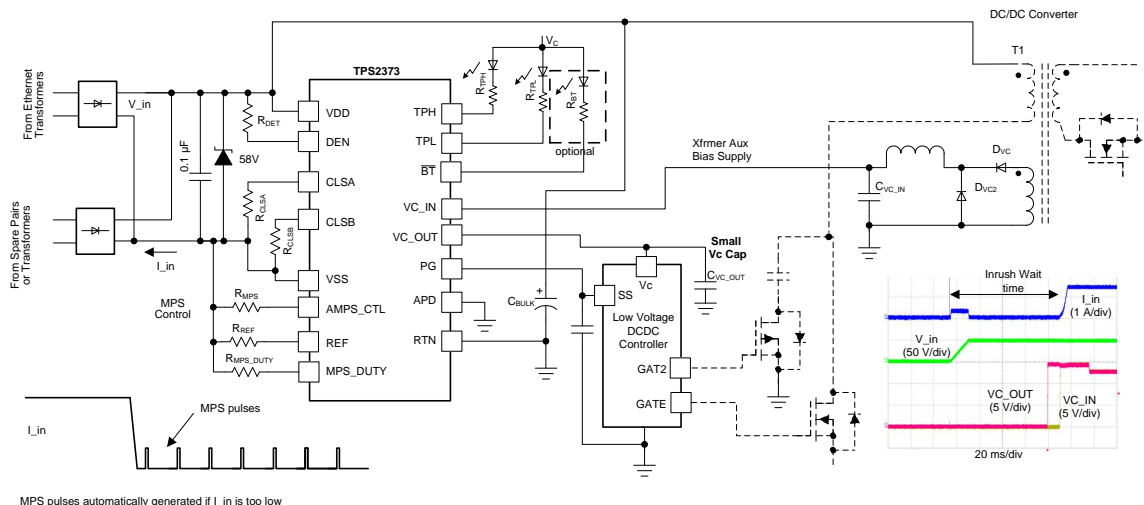 DC/DC Converter
T1
V_C
TPS2373
From Ethernet
Transformers
V_in
VDD
R_DET
DEN
0.1 µF
58V
R_TPH
R_TPL
R_BT
optional
TPH
TPL
BT
CLSA
R_CLSA
CLSB
R_CLSB
VC_IN
VC_OUT
Xfrmer Aux
Bias Supply
C_VC_IN
D_VC
D_VC2
From Spare Pairs
or Transformers
I_in
VSS
PG
Small
Vc Cap
C_VC_OUT
MPS
Control
R_MPS
AMPS_CTL
APD
C_BULK
+
SS
Vc
Low Voltage
DCDC
Controller
R_REF
REF
RTN
R_MPS_DUTY
MPS_DUTY
GAT2
GATE
Inrush Wait
time
I_in
(1 A/div)
V_in
(50 V/div)
VC_OUT
(5 V/div)
VC_IN
(5 V/div)
20 ms/div
MPS pulses
I_in
MPS pulses automatically generated if I_in is too low